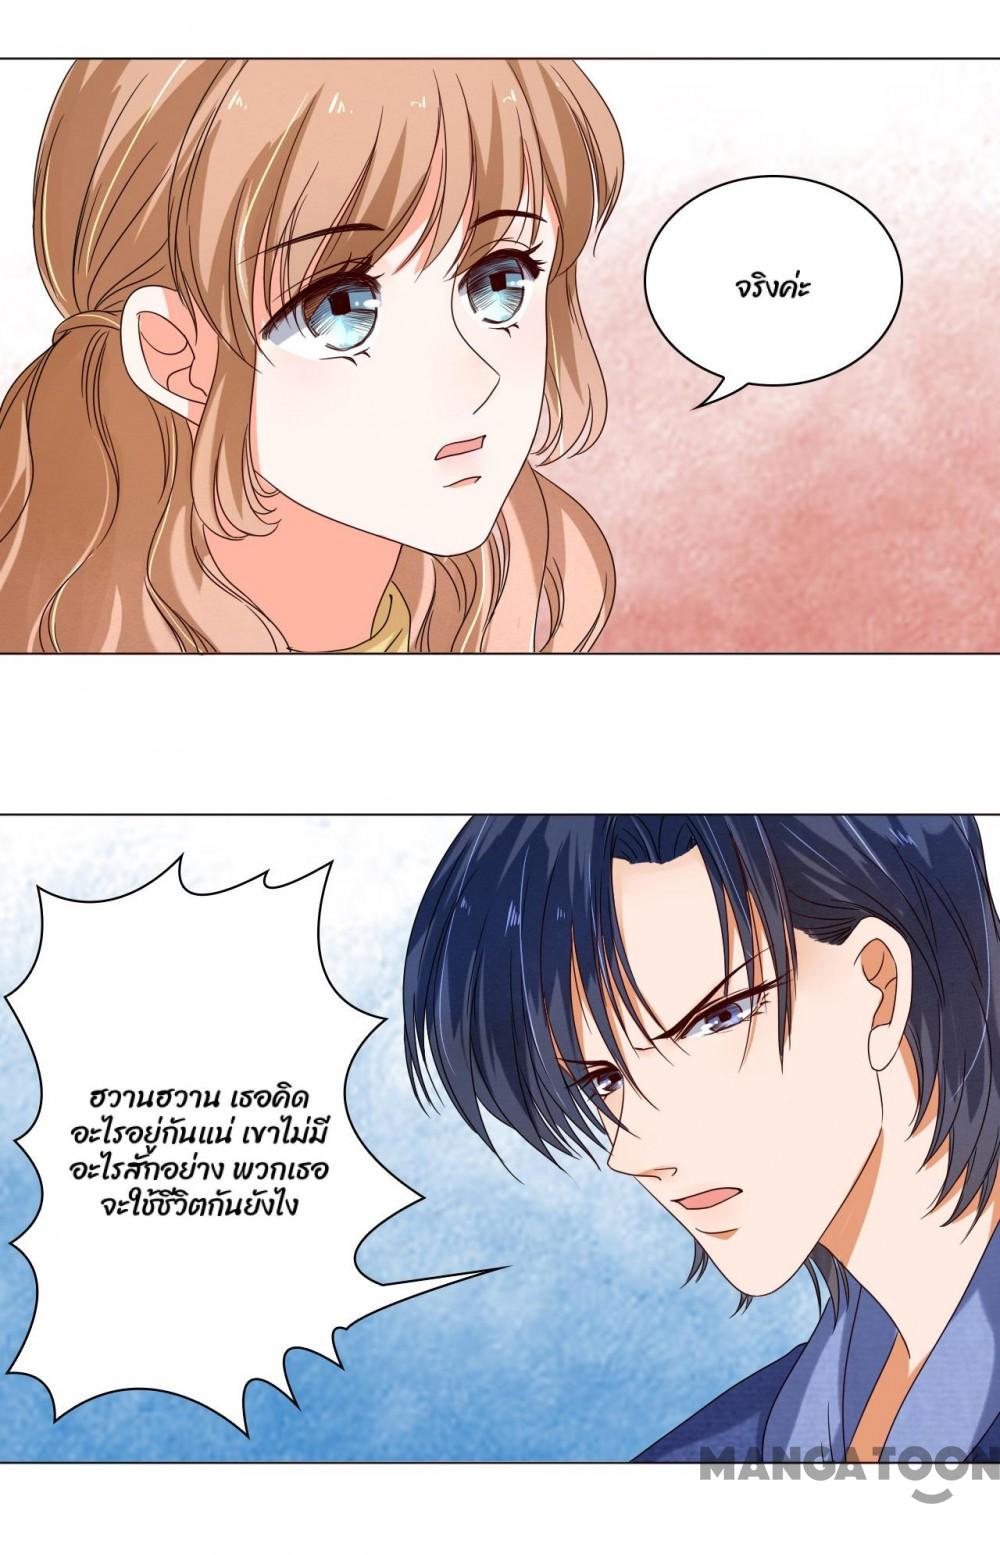 จริงค่ะ
ฮวานฮวาน เธอคิด
อะไรอยู่กันแน่ เขาไม่มี
อะไรสักอย่าง พวกเธอ
จะใช้ชีวิตกันยังไง
MANGATOON